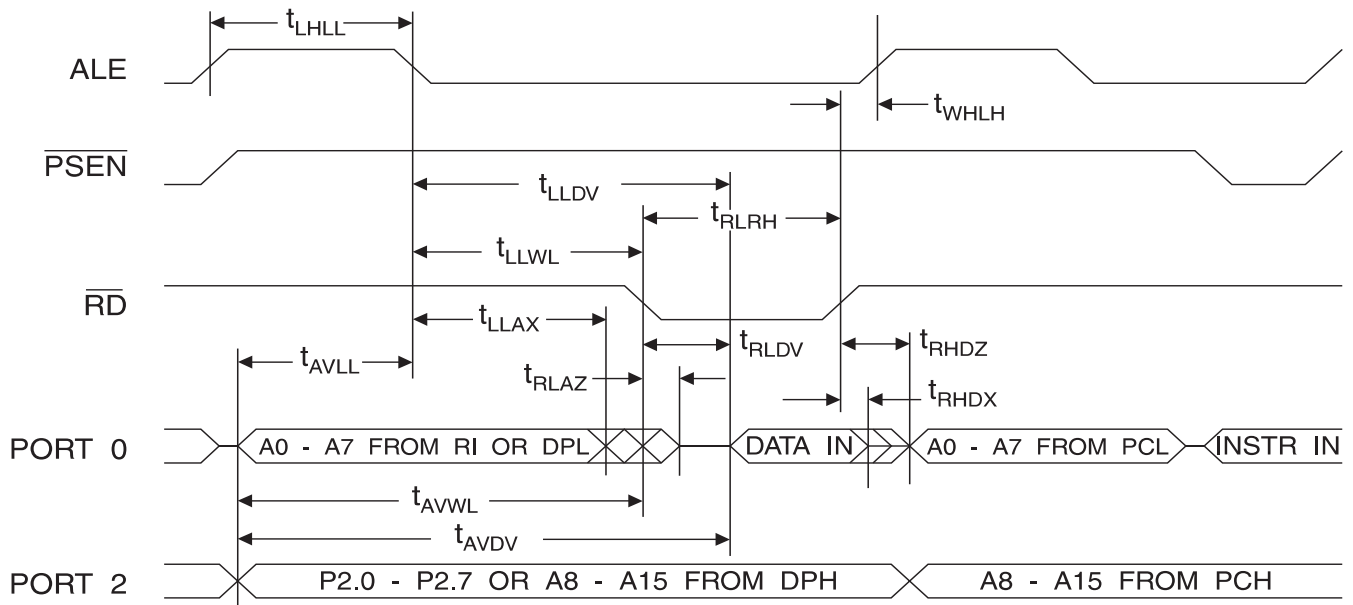 tLHLL
ALE
tWHLH
PSEN
tLLDV
tRLRH
tLLWL
RD
tLLAX
tRLDV
tRHDZ
tAVLL
tRLAZ
tRHDX
PORT 0
A0 - A7 FROM RI OR DPL
DATA IN
A0 - A7 FROM PCL
INSTR IN
tAVWL
tAVDV
PORT 2
P2.0 - P2.7 OR A8 - A15 FROM DPH
A8 - A15 FROM PCH